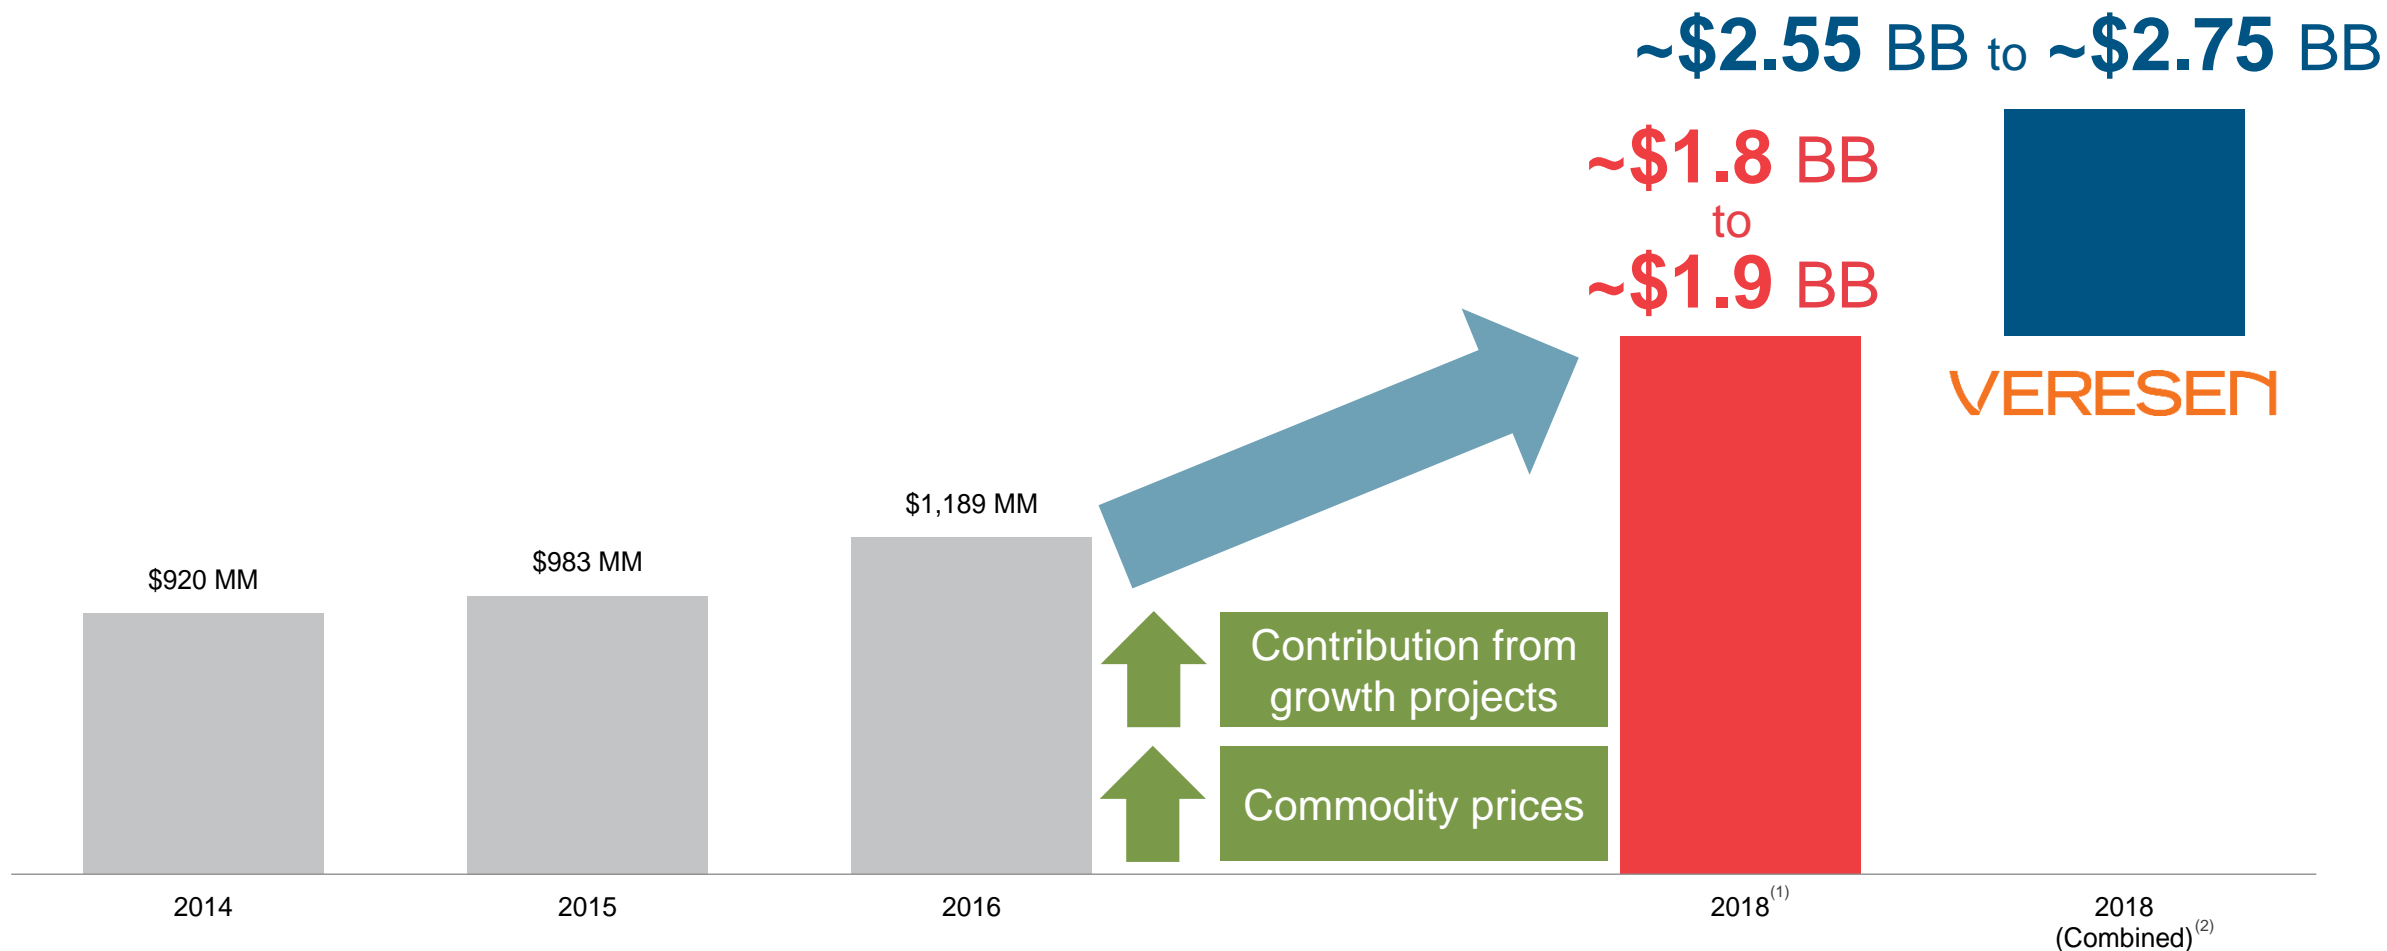 ~$2.55 BB to ~$2.75 BB
~$1.8 BB
to
~$1.9 BB
VERESEN
$1,189 MM
$983 MM
$920 MM
Contribution from
growth projects
Commodity prices
2014
2015
2016
2018(1)
2018
(Combined)(2)